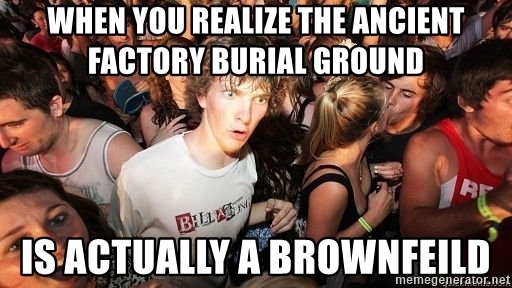 WHEN YOU REALIZE THE ANCIENT
FACTORY BURIAL GROUND
IS ACTUALLY A BROWNFEILD
memegenerator.net